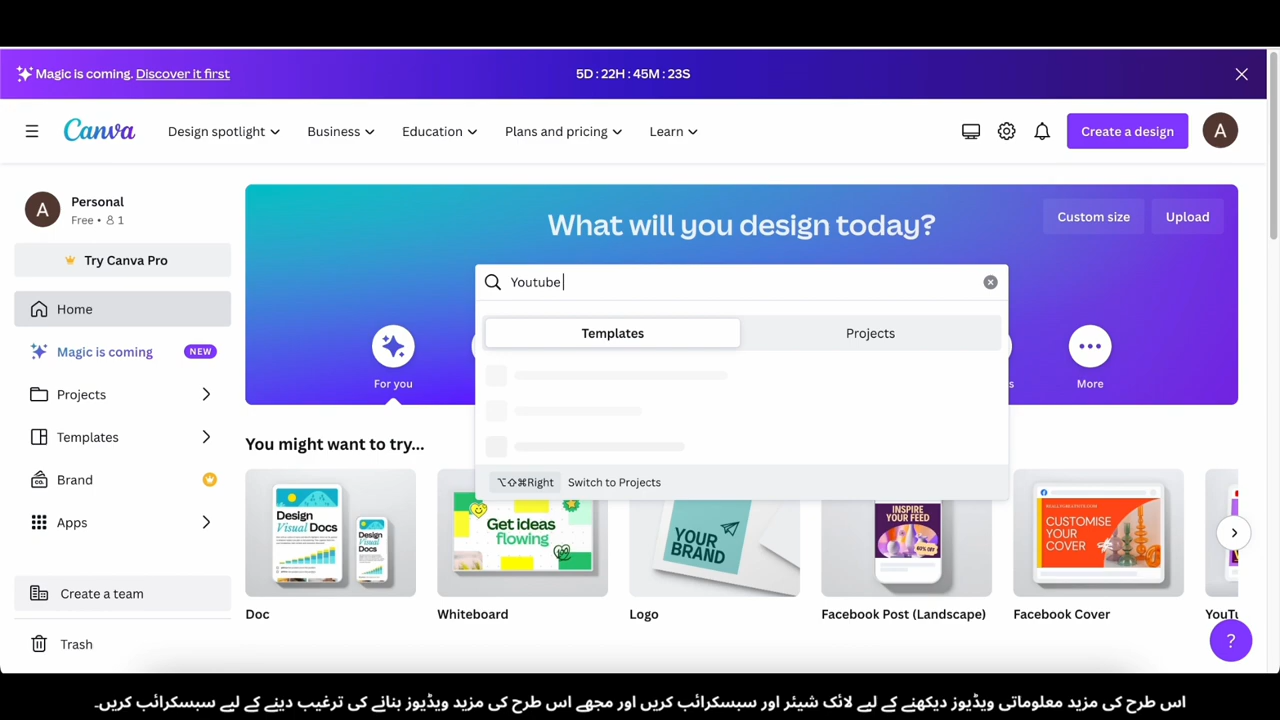 Magic is coming. Discover it first
5D : 22H : 45M : 23S
Canva
Design spotlight
Business
Education
Plans and pricing
Learn
Create a design
A
A
Personal
Free • 1
Try Canva Pro
Home
Magic is coming
NEW
Projects
Templates
Brand
Apps
Create a team
Trash
What will you design today?
Custom size
Upload
Youtube
Templates
Projects
⌥⇧⌘Right
Switch to Projects
For you
s
More
You might want to try...
Design
Visual Docs
Design
Visual
Docs
Doc
Get ideas
flowing
Whiteboard
YOUR
BRAND
Logo
INSPIRE
YOUR FEED
Facebook Post (Landscape)
CUSTOMISE
YOUR
COVER
Facebook Cover
YouTu
?
اس طرح کی مزید معلوماتی ویڈیوز دیکھنے کے لیے لائک شیئر اور سبسکرائب کریں اور مجھے اس طرح کی مزید ویڈیوز بنانے کی ترغیب دینے کے لیے سبسکرائب کریں۔